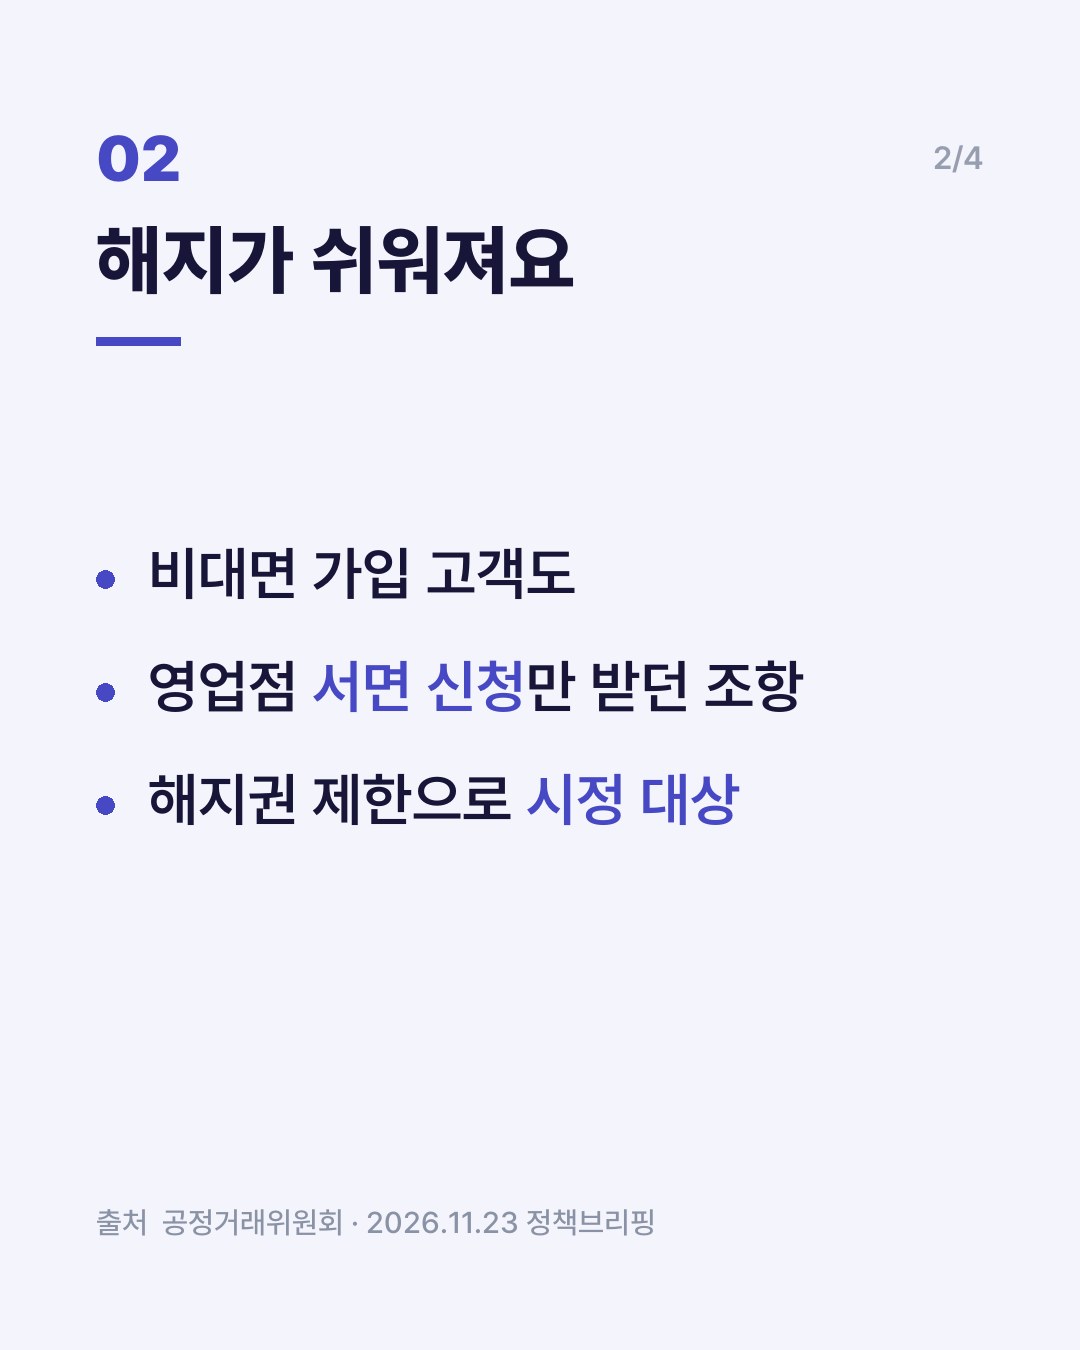 02
2/4
해지가 쉬워져요
비대면 가입 고객도
영업점 서면 신청만 받던 조항
해지권 제한으로 시정 대상
출처 공정거래위원회 · 2026.11.23 정책브리핑